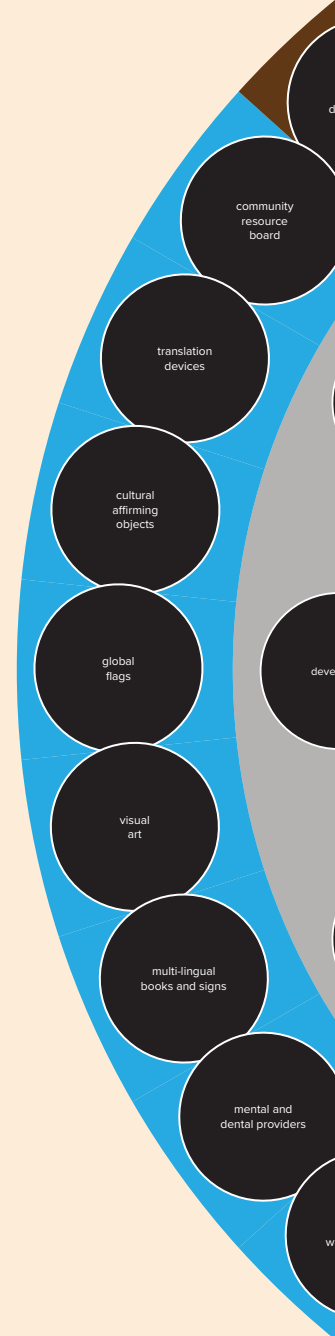 community
resource
board
translation
devices
cultural
affirming
objects
global
flags
visual
art
multi-lingual
books and signs
mental and
dental providers